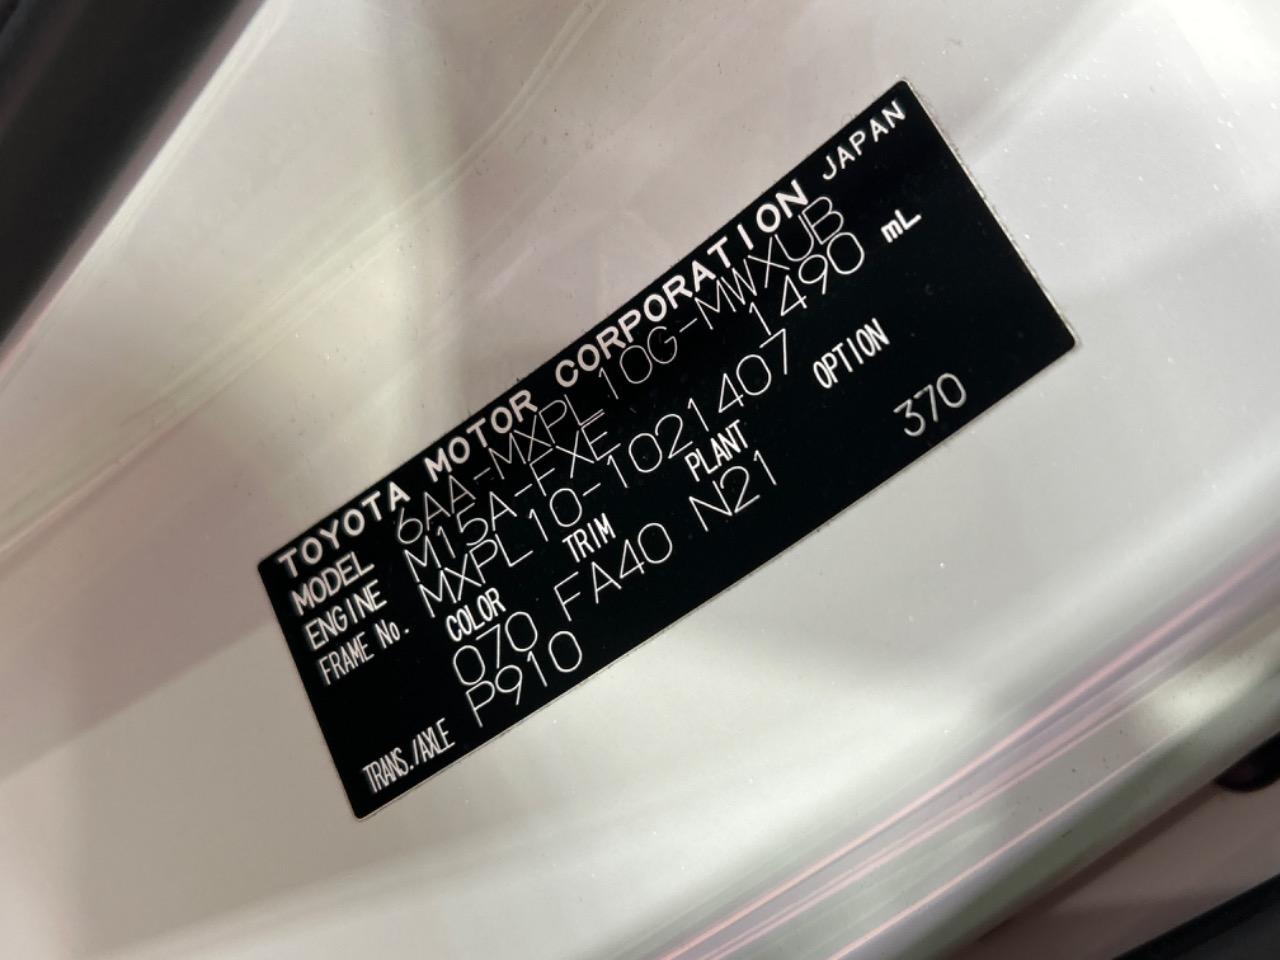 TOYOTA MOTOR CORPORATION JAPAN
MODEL 6AA-MXPL10G-MWXUB
ENGINE M15A-FXE 1490 mL
FRAME No. MXPL10-1021407
COLOR TRIM PLANT OPTION
070 FA40 N21 370
TRANS./AXLE P910